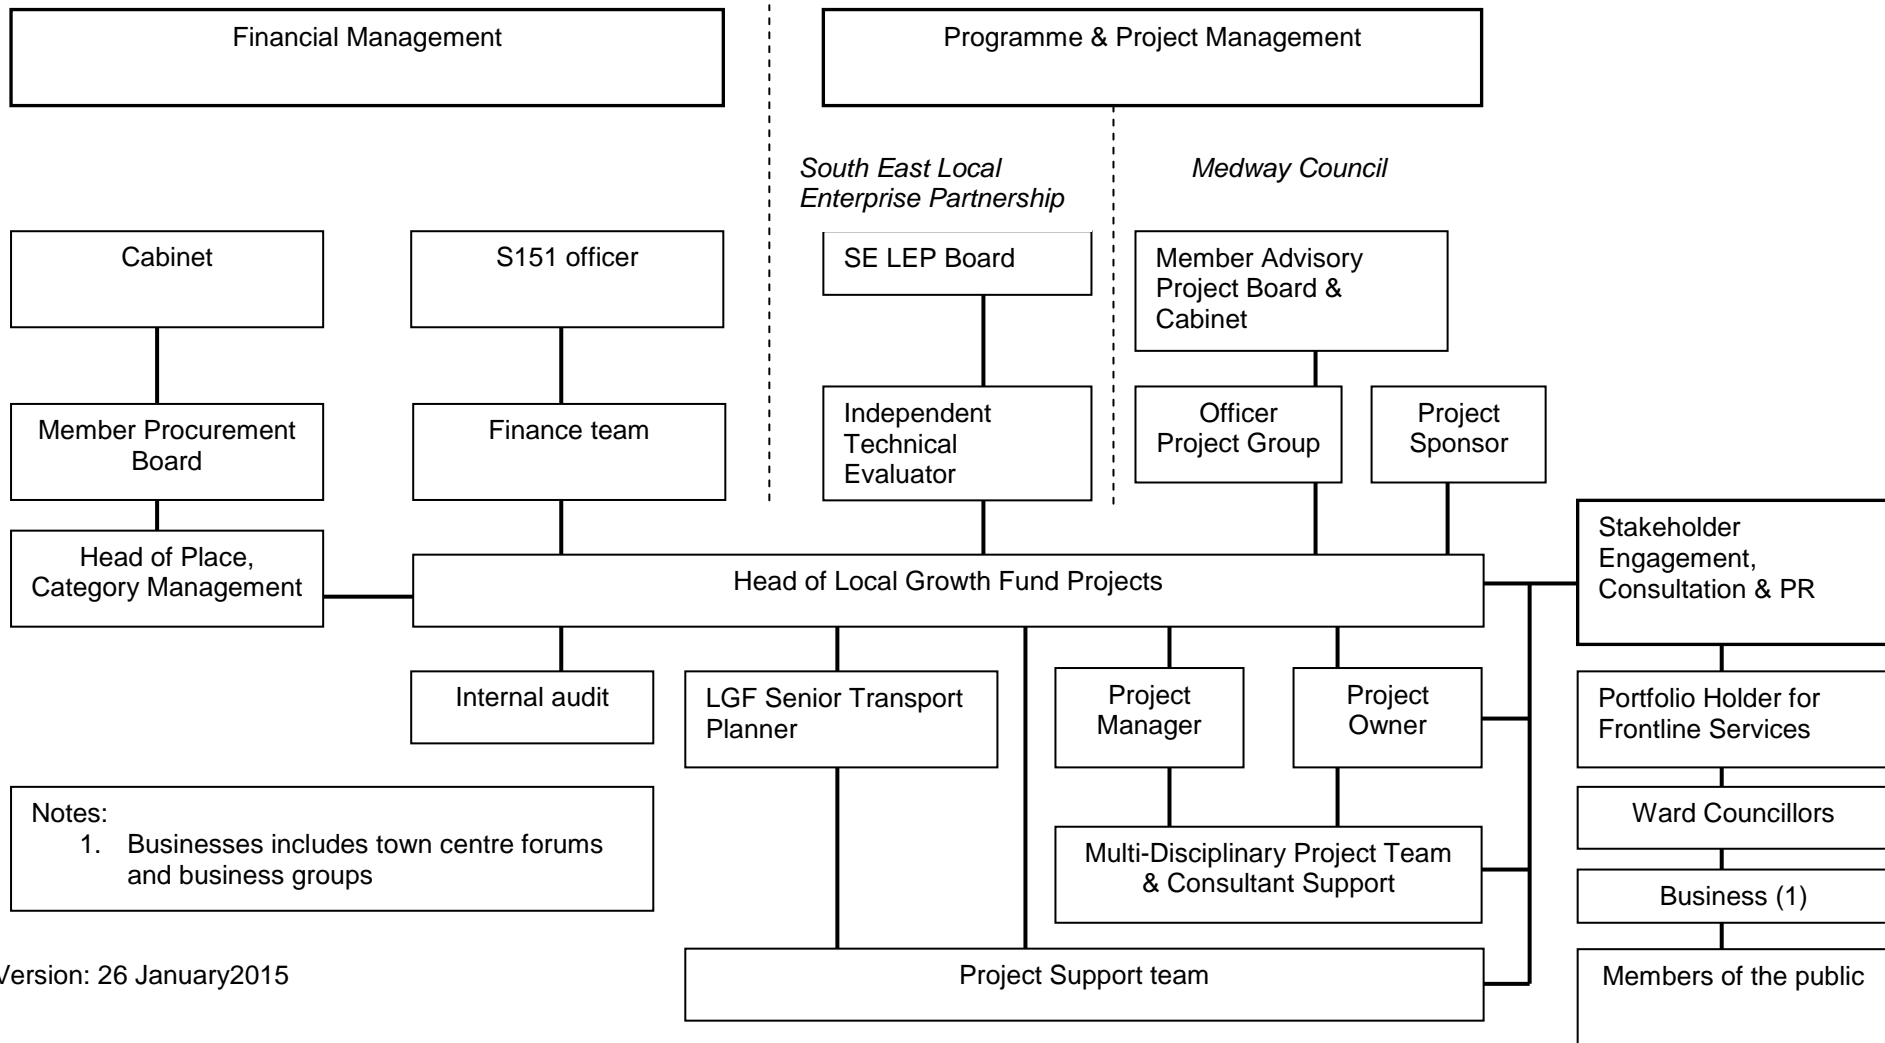 Financial Management
Programme & Project Management
South East Local
Enterprise Partnership
Medway Council
Cabinet
S151 officer
SE LEP Board
Member Advisory
Project Board &
Cabinet
Member Procurement
Board
Finance team
Independent
Technical
Evaluator
Officer
Project Group
Project
Sponsor
Head of Place,
Category Management
Head of Local Growth Fund Projects
Stakeholder
Engagement,
Consultation & PR
Internal audit
LGF Senior Transport
Planner
Project
Manager
Project
Owner
Portfolio Holder for
Frontline Services
Notes:
1. Businesses includes town centre forums
and business groups
Multi-Disciplinary Project Team
& Consultant Support
Ward Councillors
Business (1)
Version: 26 January2015
Project Support team
Members of the public